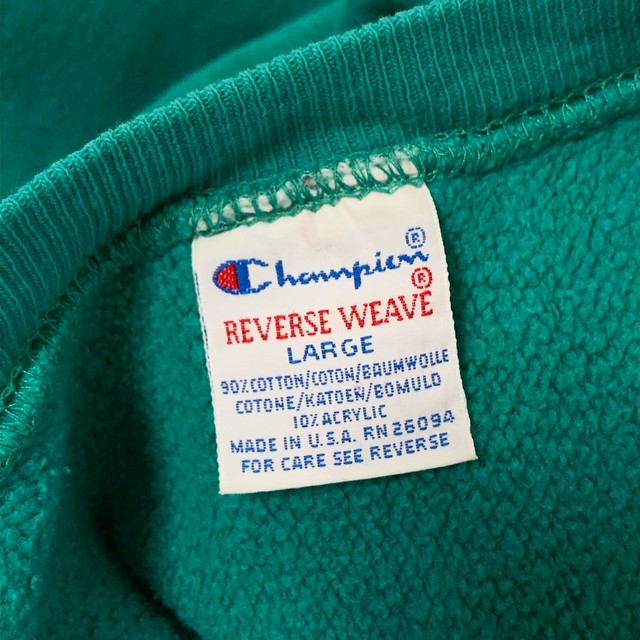 Champion®
REVERSE WEAVE®
LARGE
90% COTTON/COTON/BAUMWOLLE
COTONE/KATOEN/BOMULD
10% ACRYLIC
MADE IN U.S.A. RN 26094
FOR CARE SEE REVERSE